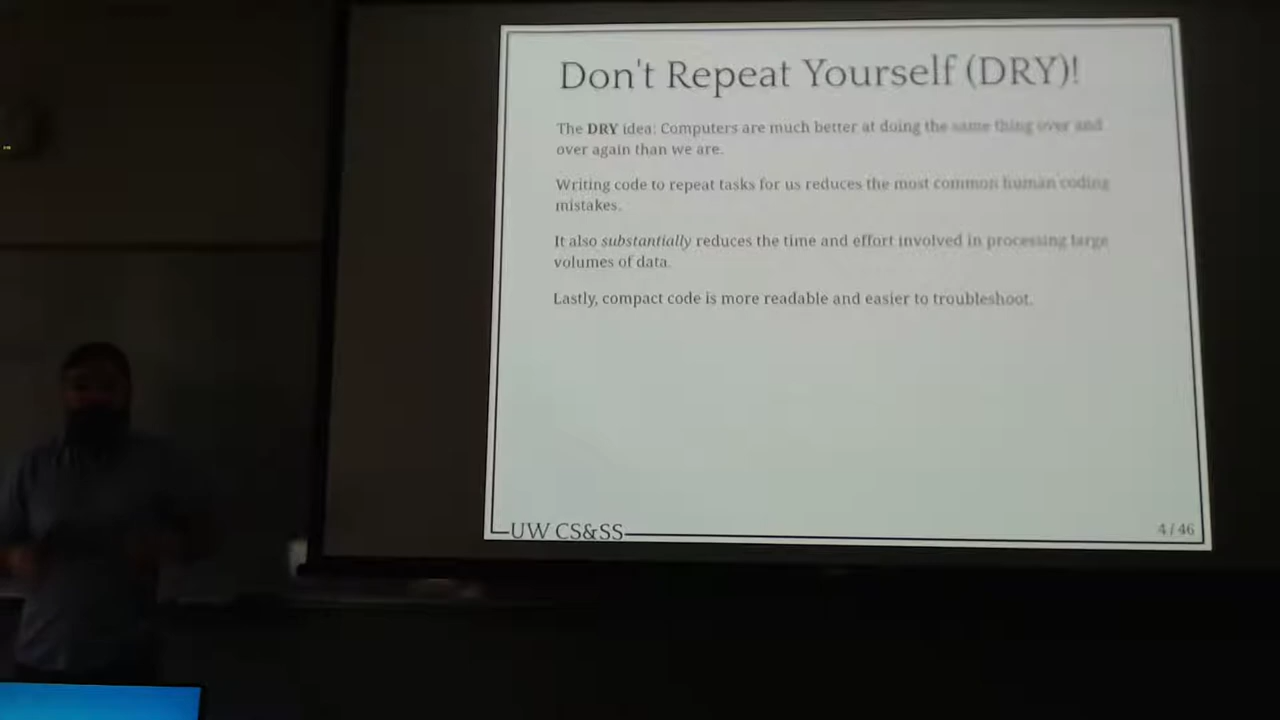 Don't Repeat Yourself (DRY)!
The DRY idea: Computers are much better at doing the same thing over and
over again than we are.
Writing code to repeat tasks for us reduces the most common human coding
mistakes.
It also substantially reduces the time and effort involved in processing large
volumes of data.
Lastly, compact code is more readable and easier to troubleshoot.
UW CS&SS
4 / 46